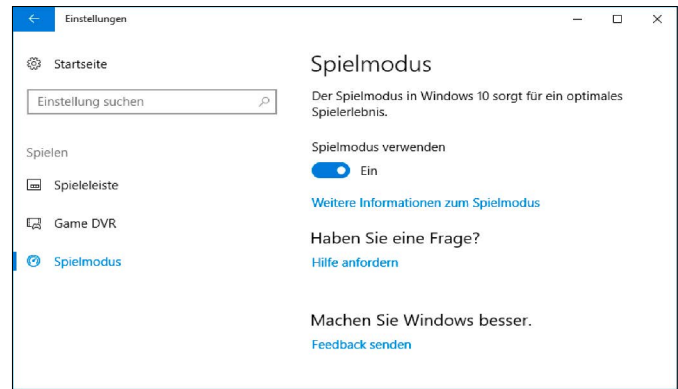 Einstellungen
Startseite
Einstellung suchen
Spielen
Spieleleiste
Game DVR
Spielmodus
Spielmodus
Der Spielmodus in Windows 10 sorgt für ein optimales
Spielerlebnis.
Spielmodus verwenden
Ein
Weitere Informationen zum Spielmodus
Haben Sie eine Frage?
Hilfe anfordern
Machen Sie Windows besser.
Feedback senden